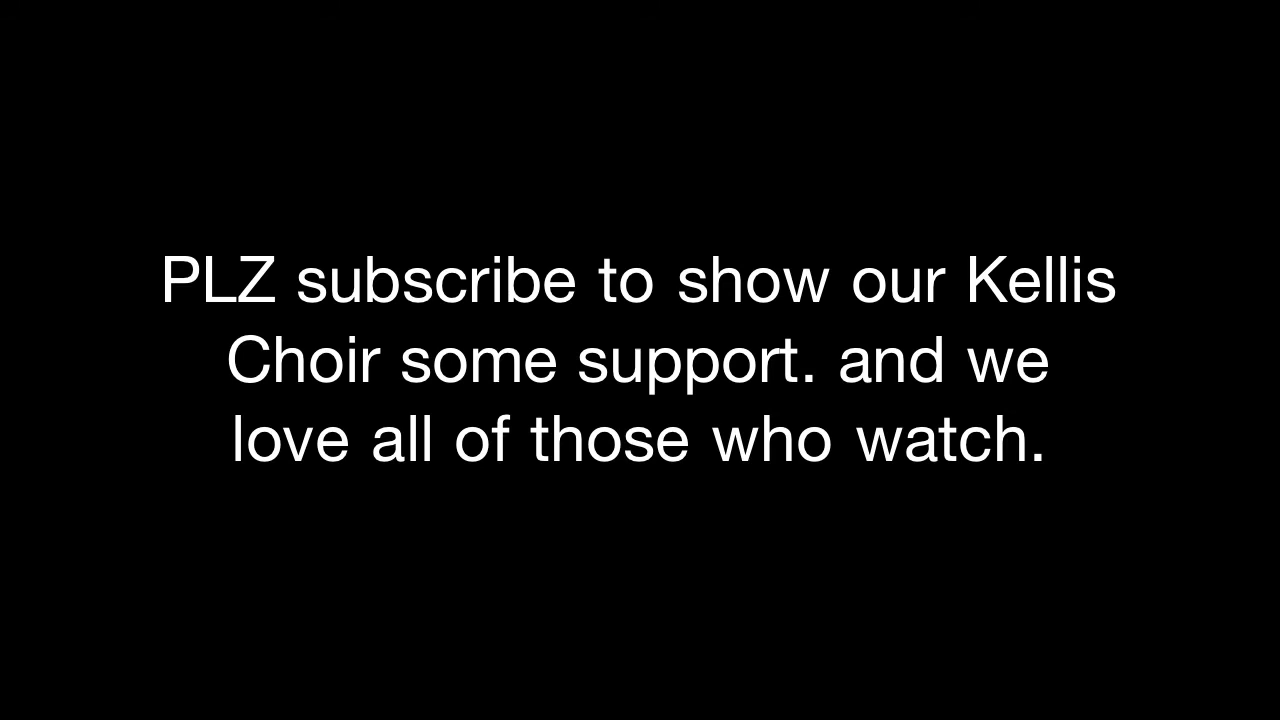 PLZ subscribe to show our Kellis
Choir some support. and we
love all of those who watch.